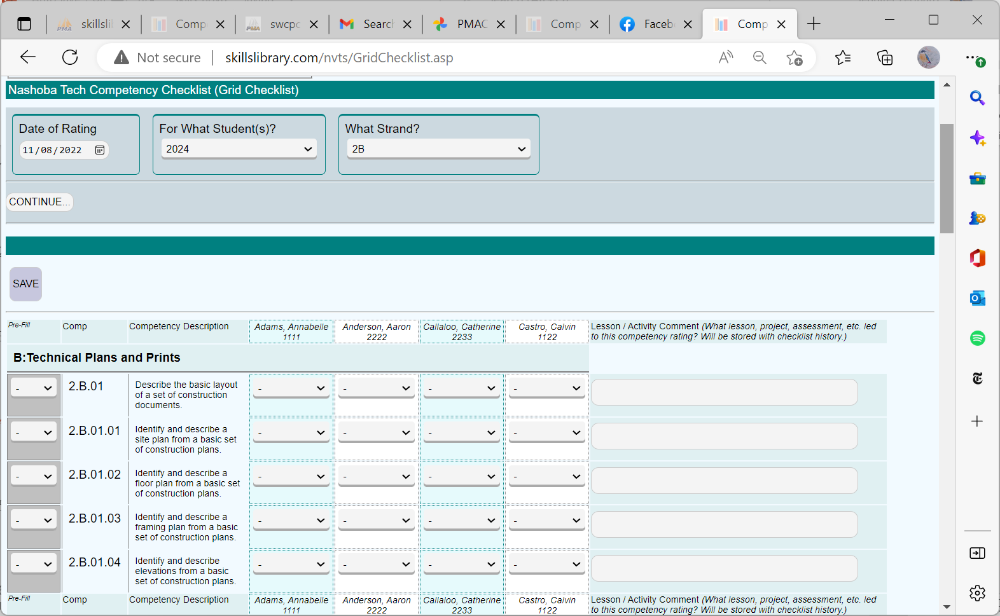 skillsli
Comp
swcpc
Search
PMAC
Comp
Faceb
Comp
Not secure
skillslibrary.com/nvts/GridChecklist.asp
Nashoba Tech Competency Checklist (Grid Checklist)
Date of Rating
For What Student(s)?
What Strand?
11/08/2022
2024
2B
CONTINUE...
SAVE
Pre-Fill
Comp
Competency Description
Adams, Annabelle
1111
Anderson, Aaron
2222
Callaloo, Catherine
2233
Castro, Calvin
1122
Lesson / Activity Comment (What lesson, project, assessment, etc. led
to this competency rating? Will be stored with checklist history.)
B:Technical Plans and Prints
- 2.B.01
Describe the basic layout
of a set of construction
documents.
- - - -
- 2.B.01.01
Identify and describe a
site plan from a basic set
of construction plans.
- - - -
- 2.B.01.02
Identify and describe a
floor plan from a basic set
of construction plans.
- - - -
- 2.B.01.03
Identify and describe a
framing plan from a basic
set of construction plans.
- - - -
- 2.B.01.04
Identify and describe
elevations from a basic
set of construction plans.
- - - -
Pre-Fill
Comp
Competency Description
Adams, Annabelle
1111
Anderson, Aaron
2222
Callaloo, Catherine
2233
Castro, Calvin
1122
Lesson / Activity Comment (What lesson, project, assessment, etc. led
to this competency rating? Will be stored with checklist history.)